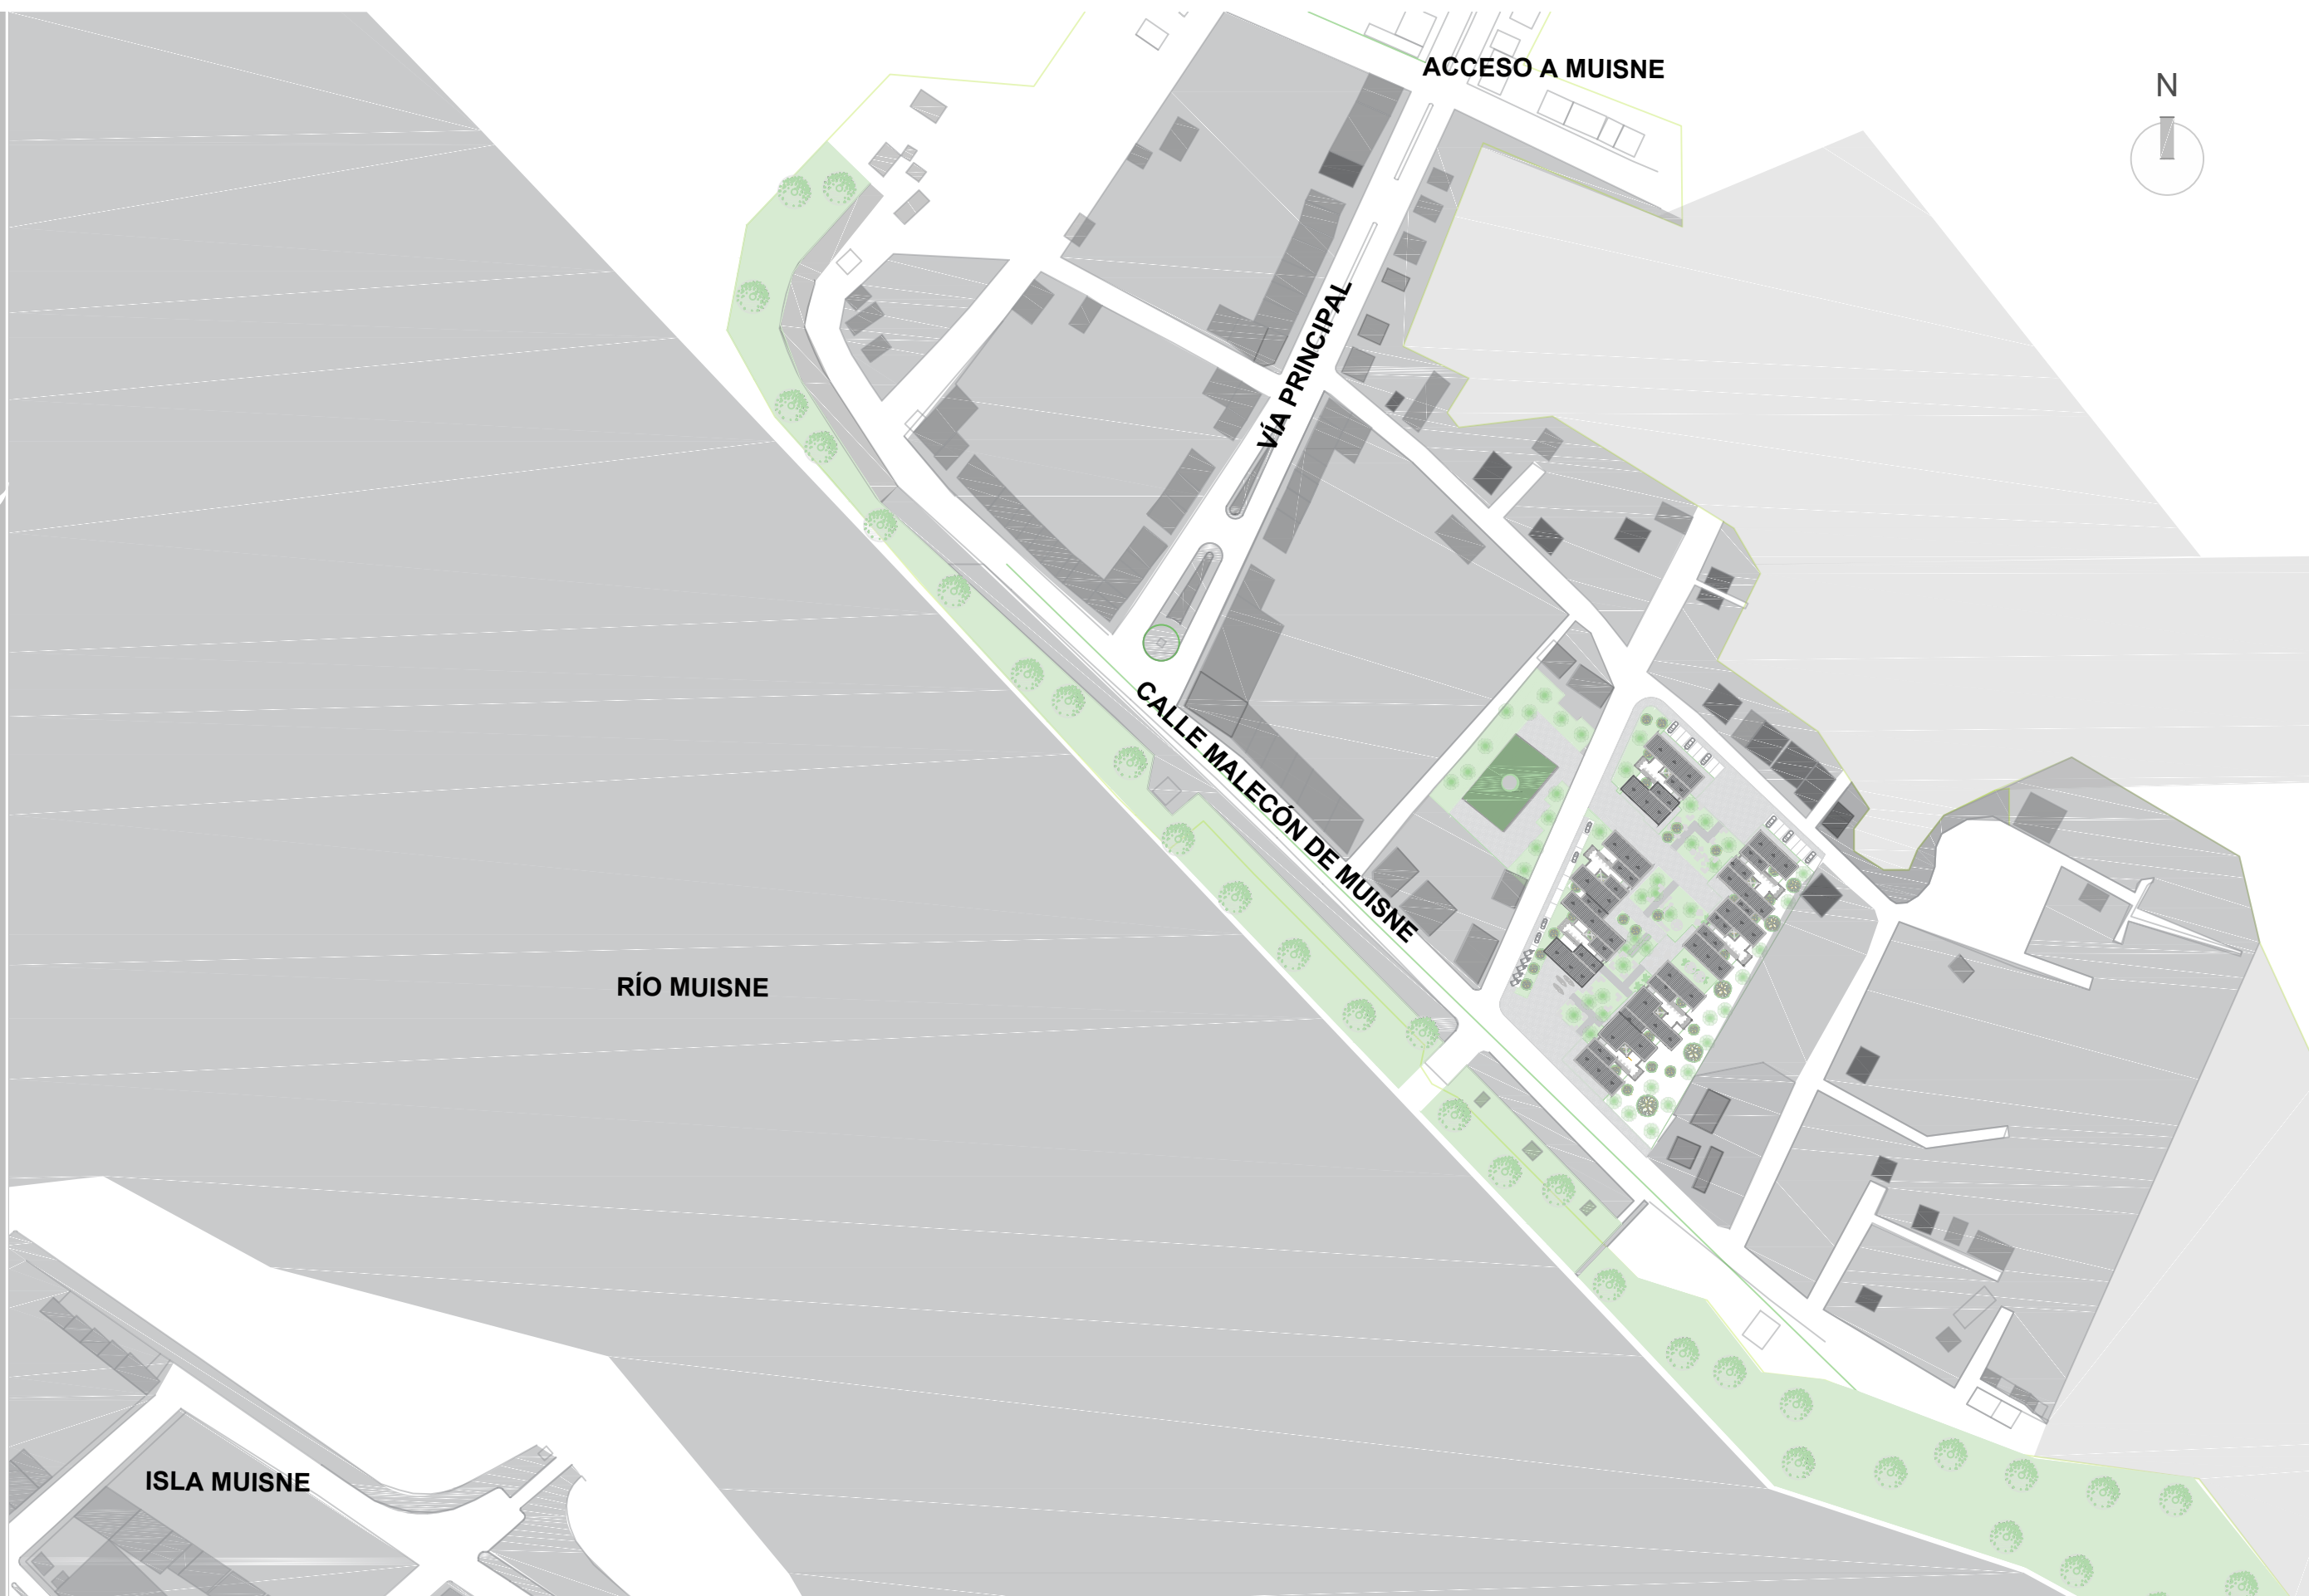 ACCESO A MUISNE
N
VÍA PRINCIPAL
CALLE MALECÓN DE MUISNE
RÍO MUISNE
ISLA MUISNE